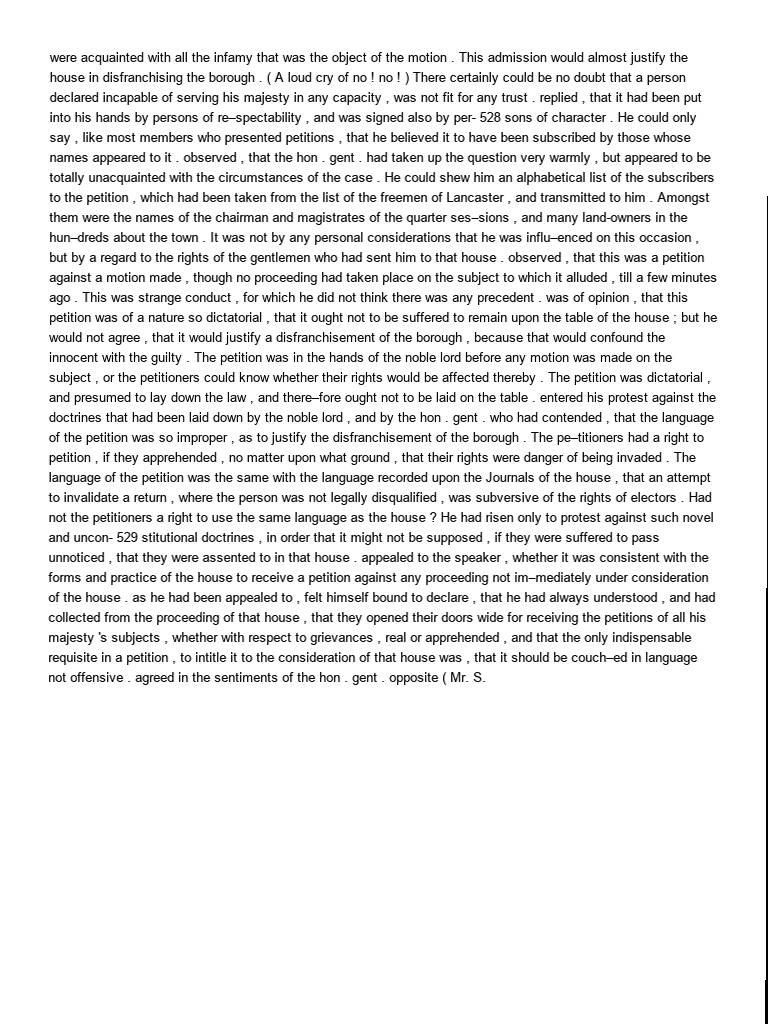 were acquainted with all the infamy that was the object of the motion . This admission would almost justify the
house in disfranchising the borough . ( A loud cry of no ! no ! ) There certainly could be no doubt that a person
declared incapable of serving his majesty in any capacity , was not fit for any trust . replied , that it had been put
into his hands by persons of re–spectability , and was signed also by per- 528 sons of character . He could only
say , like most members who presented petitions , that he believed it to have been subscribed by those whose
names appeared to it . observed , that the hon . gent . had taken up the question very warmly , but appeared to be
totally unacquainted with the circumstances of the case . He could shew him an alphabetical list of the subscribers
to the petition , which had been taken from the list of the freemen of Lancaster , and transmitted to him . Amongst
them were the names of the chairman and magistrates of the quarter ses–sions , and many land-owners in the
hun–dreds about the town . It was not by any personal considerations that he was influ–enced on this occasion ,
but by a regard to the rights of the gentlemen who had sent him to that house . observed , that this was a petition
against a motion made , though no proceeding had taken place on the subject to which it alluded , till a few minutes
ago . This was strange conduct , for which he did not think there was any precedent . was of opinion , that this
petition was of a nature so dictatorial , that it ought not to be suffered to remain upon the table of the house ; but he
would not agree , that it would justify a disfranchisement of the borough , because that would confound the
innocent with the guilty . The petition was in the hands of the noble lord before any motion was made on the
subject , or the petitioners could know whether their rights would be affected thereby . The petition was dictatorial ,
and presumed to lay down the law , and there–fore ought not to be laid on the table . entered his protest against the
doctrines that had been laid down by the noble lord , and by the hon . gent . who had contended , that the language
of the petition was so improper , as to justify the disfranchisement of the borough . The pe–titioners had a right to
petition , if they apprehended , no matter upon what ground , that their rights were danger of being invaded . The
language of the petition was the same with the language recorded upon the Journals of the house , that an attempt
to invalidate a return , where the person was not legally disqualified , was subversive of the rights of electors . Had
not the petitioners a right to use the same language as the house ? He had risen only to protest against such novel
and uncon- 529 stitutional doctrines , in order that it might not be supposed , if they were suffered to pass
unnoticed , that they were assented to in that house . appealed to the speaker , whether it was consistent with the
forms and practice of the house to receive a petition against any proceeding not im–mediately under consideration
of the house . as he had been appealed to , felt himself bound to declare , that he had always understood , and had
collected from the proceeding of that house , that they opened their doors wide for receiving the petitions of all his
majesty 's subjects , whether with respect to grievances , real or apprehended , and that the only indispensable
requisite in a petition , to intitle it to the consideration of that house was , that it should be couch–ed in language
not offensive . agreed in the sentiments of the hon . gent . opposite ( Mr. S.